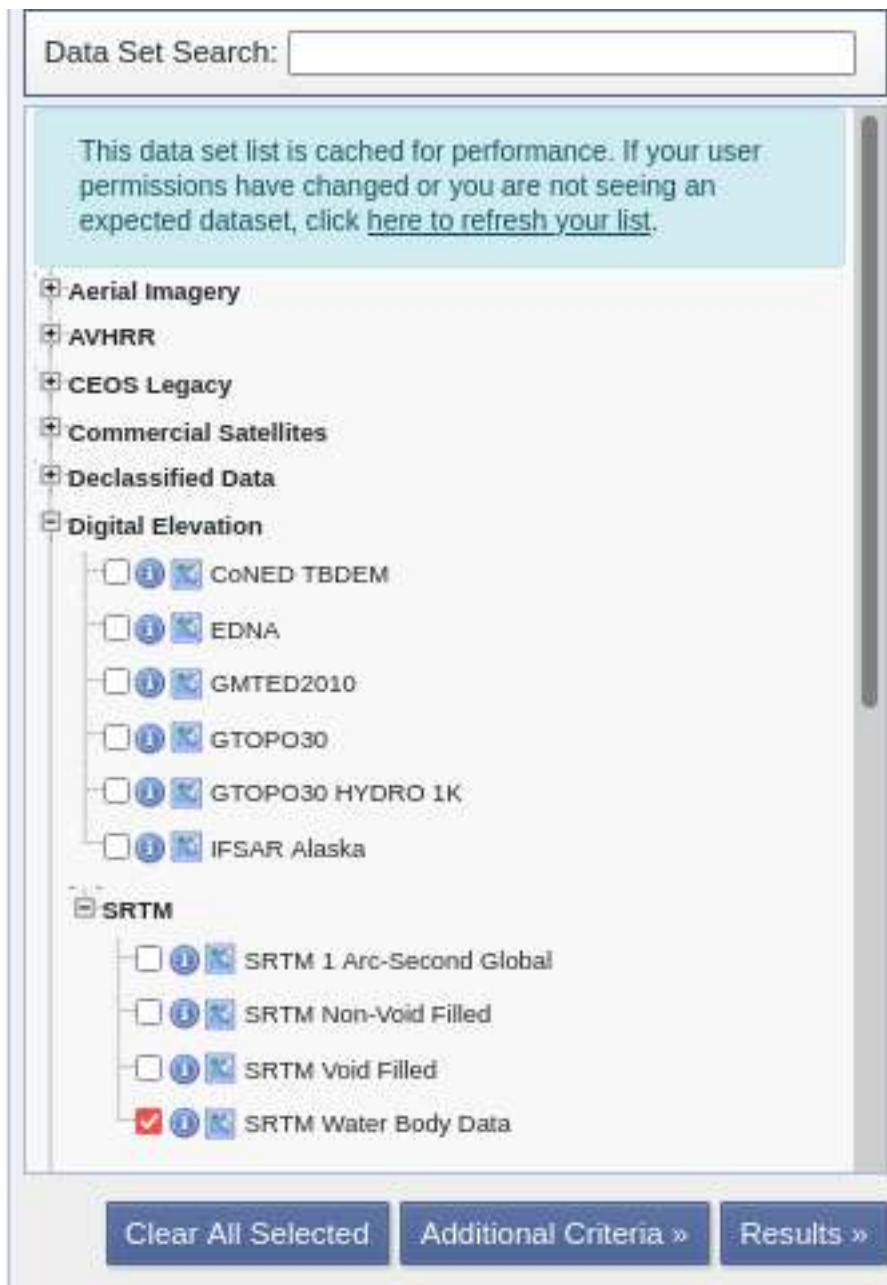 Data Set Search:
This data set list is cached for performance. If your user
permissions have changed or you are not seeing an
expected dataset, click here to refresh your list.
Aerial Imagery
AVHRR
CEOS Legacy
Commercial Satellites
Declassified Data
Digital Elevation
CoNED TBDEM
EDNA
GMTED2010
GTOPO30
GTOPO30 HYDRO 1K
IFSAR Alaska
SRTM
SRTM 1 Arc-Second Global
SRTM Non-Void Filled
SRTM Void Filled
SRTM Water Body Data
Clear All Selected Additional Criteria » Results »